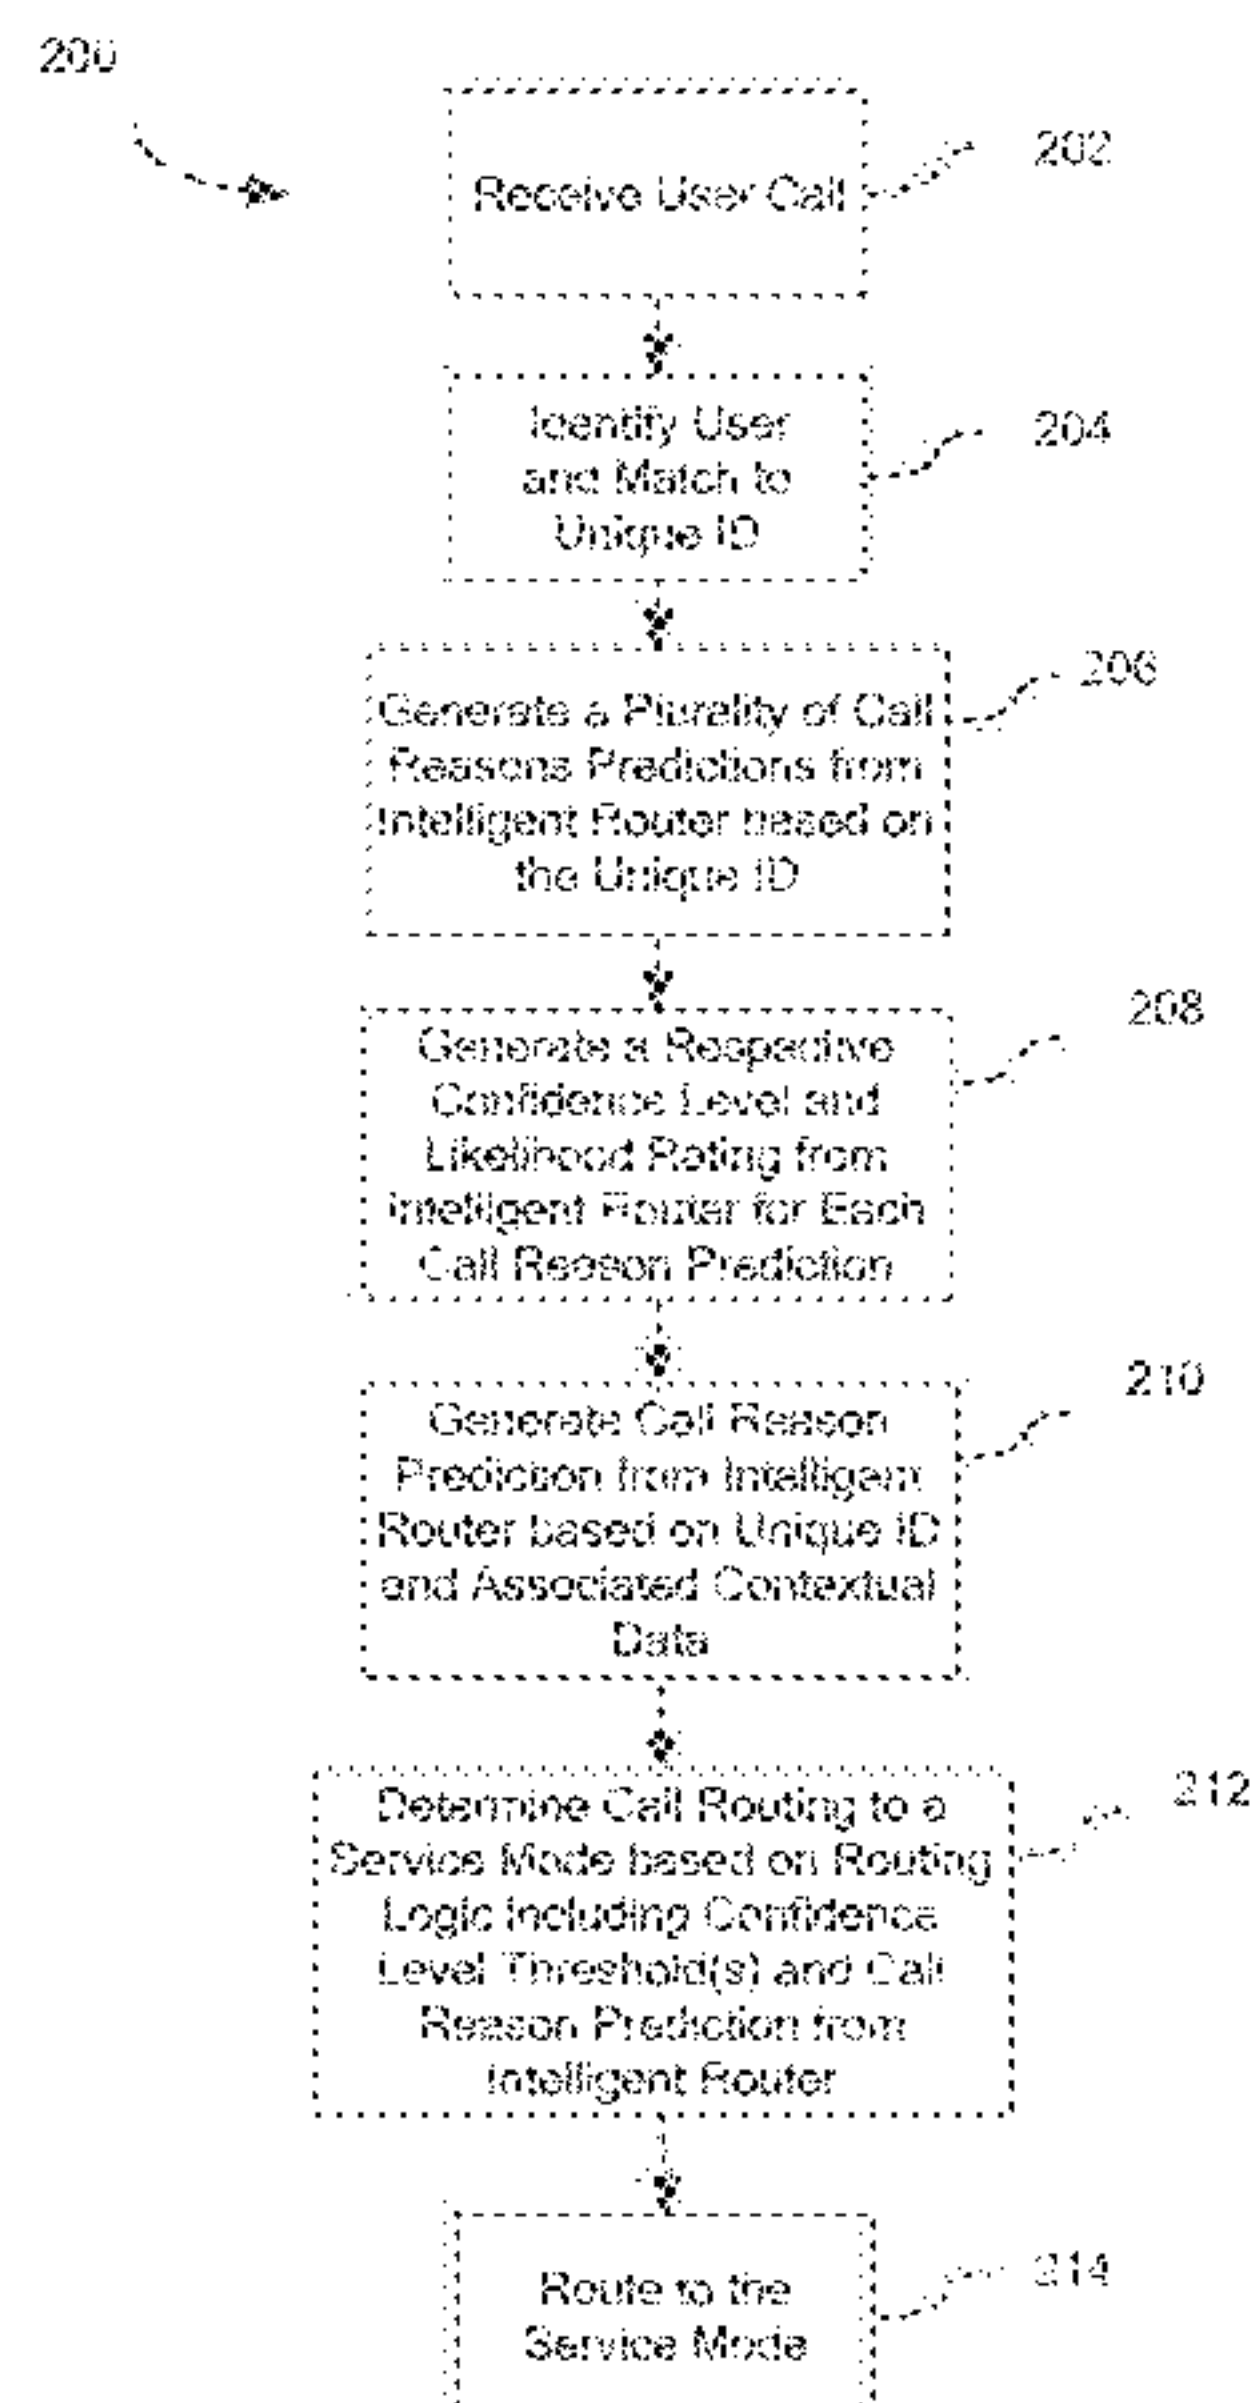 200
Receive User Call
202
Identify User
and Match to
Unique ID
204
Generate a Plurality of Call
Reasons Predictions from
Intelligent Router based on
the Unique ID
206
Generate a Respective
Confidence Level and
Likelihood Rating from
Intelligent Router for Each
Call Reason Prediction
208
Generate Call Reason
Prediction from Intelligent
Router based on Unique ID
and Associated Contextual
Data
210
Determine Call Routing to a
Service Mode based on Routing
Logic Including Confidence
Level Threshold(s) and Call
Reason Prediction from
Intelligent Router
212
Route to the
Service Mode
214